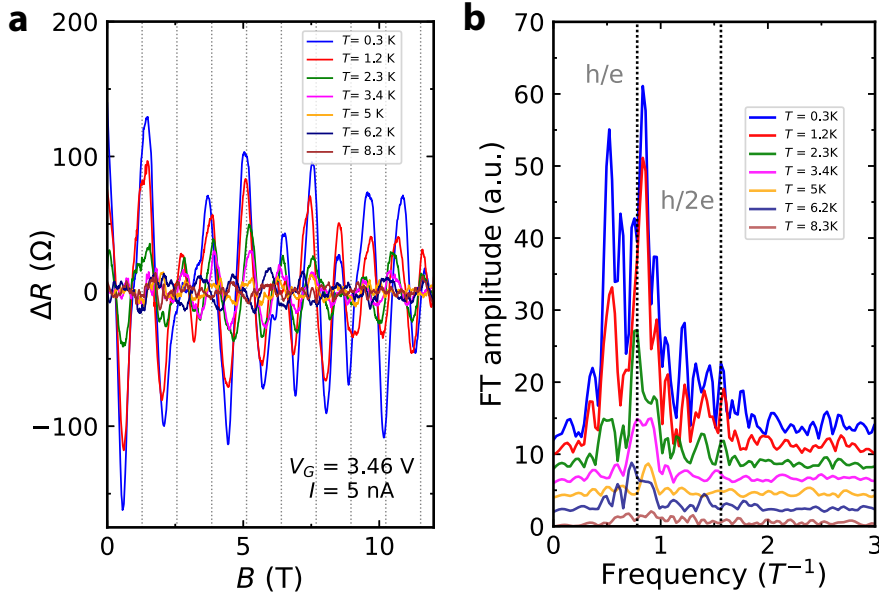 a
200
100
0
−100
ΔR (Ω)
T= 0.3 K
T= 1.2 K
T= 2.3 K
T= 3.4 K
T= 5 K
T= 6.2 K
T= 8.3 K
V_G = 3.46 V
I = 5 nA
0
5
10
B (T)
b
70
60
50
40
30
20
10
0
FT amplitude (a.u.)
h/e
h/2e
T = 0.3K
T = 1.2K
T = 2.3K
T = 3.4K
T = 5K
T = 6.2K
T = 8.3K
0
1
2
3
Frequency (T⁻¹)